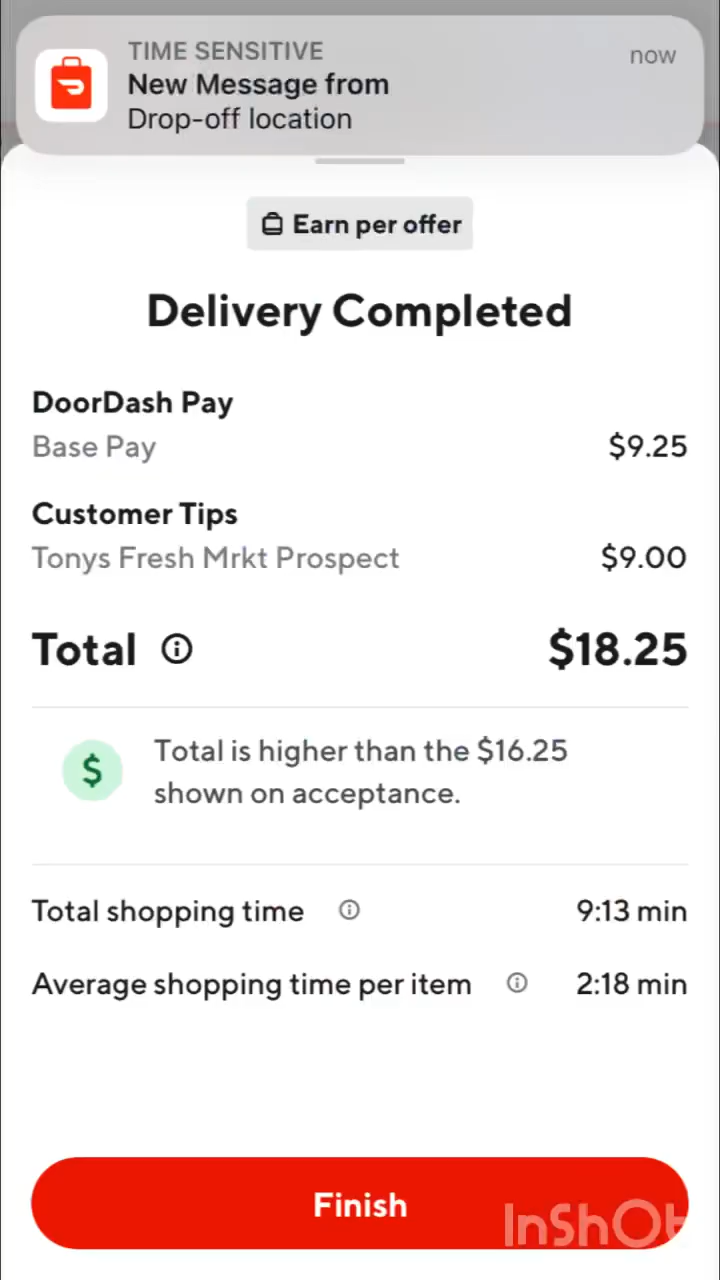 TIME SENSITIVE
now
New Message from
Drop-off location
Earn per offer
Delivery Completed
DoorDash Pay
Base Pay $9.25
Customer Tips
Tonys Fresh Mrkt Prospect $9.00
Total $18.25
$ Total is higher than the $16.25
shown on acceptance.
Total shopping time 9:13 min
Average shopping time per item 2:18 min
Finish
InShOt